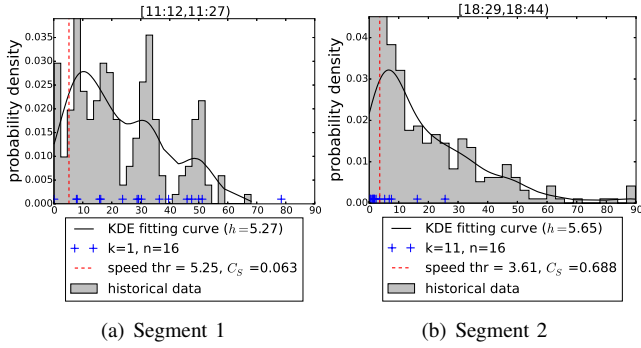 [11:12,11:27)
probability density
0.035
0.030
0.025
0.020
0.015
0.010
0.005
0.000
0 10 20 30 40 50 60 70 80 90
KDE fitting curve (h=5.27)
k=1, n=16
speed thr = 5.25, C_S =0.063
historical data
(a) Segment 1
[18:29,18:44)
probability density
0.04
0.03
0.02
0.01
0.00
0 10 20 30 40 50 60 70 80 90
KDE fitting curve (h=5.65)
k=11, n=16
speed thr = 3.61, C_S =0.688
historical data
(b) Segment 2